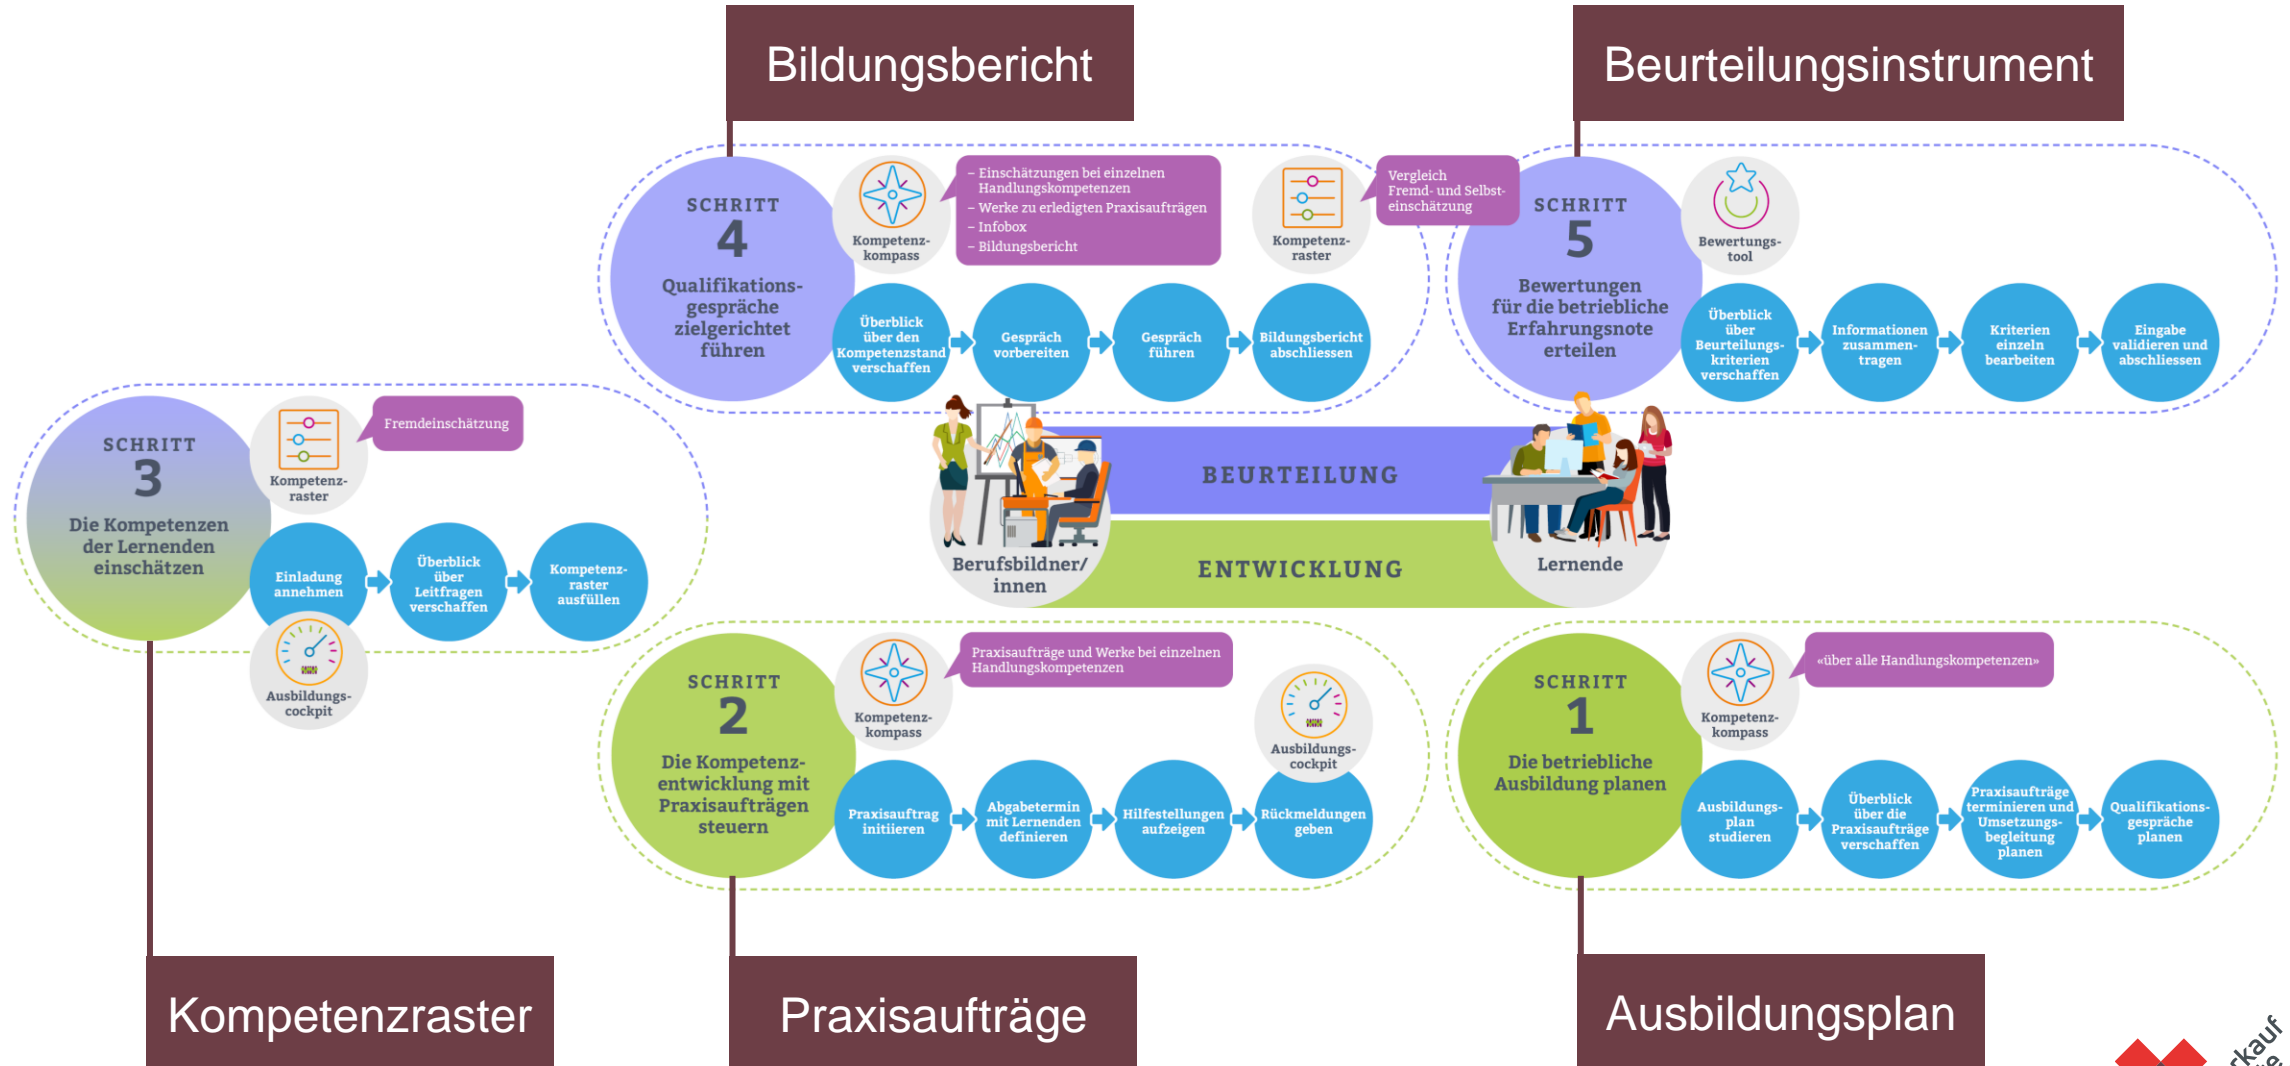 Bildungsbericht
Beurteilungsinstrument
SCHRITT
4
Qualifikations-
gespräche
zielgerichtet
führen
Kompetenz-
kompass
– Einschätzungen bei einzelnen
Handlungskompetenzen
– Werke zu erledigten Praxisaufträgen
– Infobox
– Bildungsbericht
Kompetenz-
raster
Vergleich
Fremd- und Selbst-
einschätzung
Überblick
über den
Kompetenzstand
verschaffen
Gespräch
vorbereiten
Gespräch
führen
Bildungsbericht
abschliessen
SCHRITT
5
Bewertungen
für die betriebliche
Erfahrungsnote
erteilen
Bewertungs-
tool
Überblick
über
Beurteilungs-
kriterien
verschaffen
Informationen
zusammen-
tragen
Kriterien
einzeln
bearbeiten
Eingabe
validieren und
abschliessen
SCHRITT
3
Die Kompetenzen
der Lernenden
einschätzen
Kompetenz-
raster
Fremdeinschätzung
Einladung
annehmen
Überblick
über
Leitfragen
verschaffen
Kompetenz-
raster
ausfüllen
Ausbildungs-
cockpit
BEURTEILUNG
ENTWICKLUNG
Berufsbildner/
innen
Lernende
SCHRITT
2
Die Kompetenz-
entwicklung mit
Praxisaufträgen
steuern
Kompetenz-
kompass
Praxisaufträge und Werke bei einzelnen
Handlungskompetenzen
Ausbildungs-
cockpit
Praxisauftrag
initiieren
Abgabetermin
mit Lernenden
definieren
Hilfestellungen
aufzeigen
Rückmeldungen
geben
SCHRITT
1
Die betriebliche
Ausbildung planen
Kompetenz-
kompass
«über alle Handlungskompetenzen»
Ausbildungs-
plan
studieren
Überblick
über die
Praxisaufträge
verschaffen
Praxisaufträge
terminieren und
Umsetzungs-
begleitung
planen
Qualifikations-
gespräche
planen
Kompetenzraster
Praxisaufträge
Ausbildungsplan